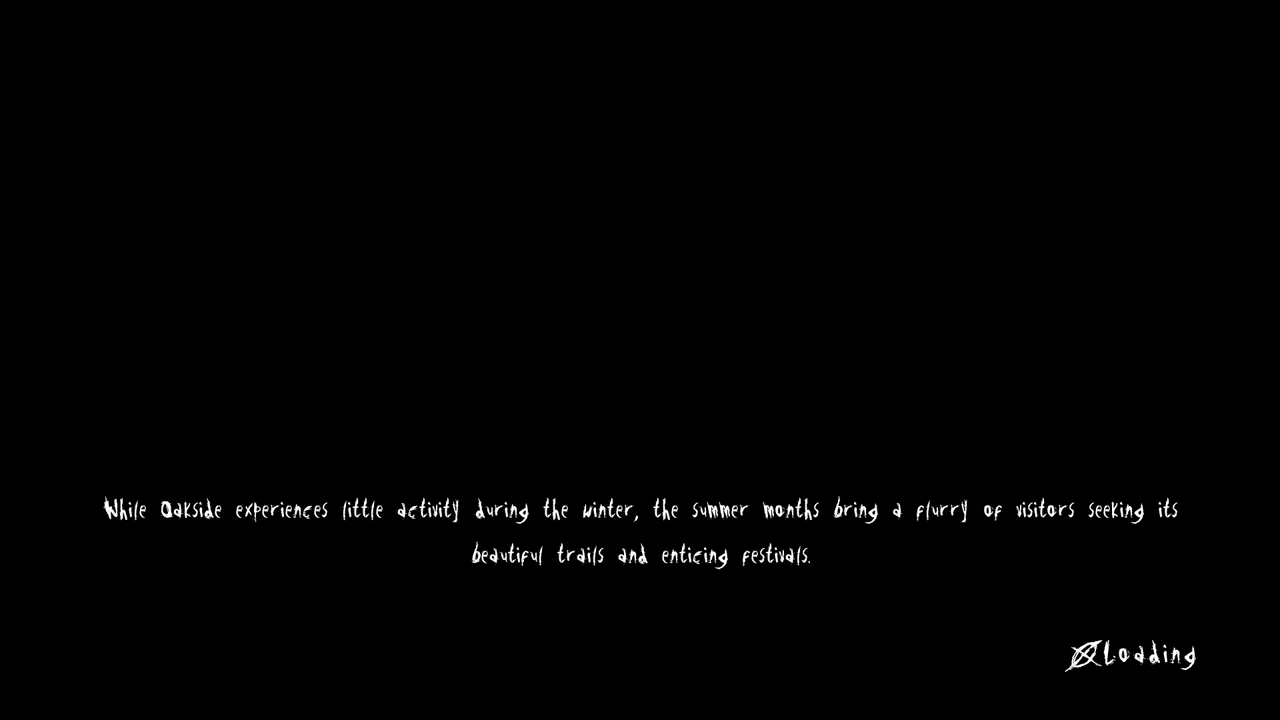 While Oakside experiences little activity during the winter, the summer months bring a flurry of visitors seeking its
beautiful trails and enticing festivals.
Loading